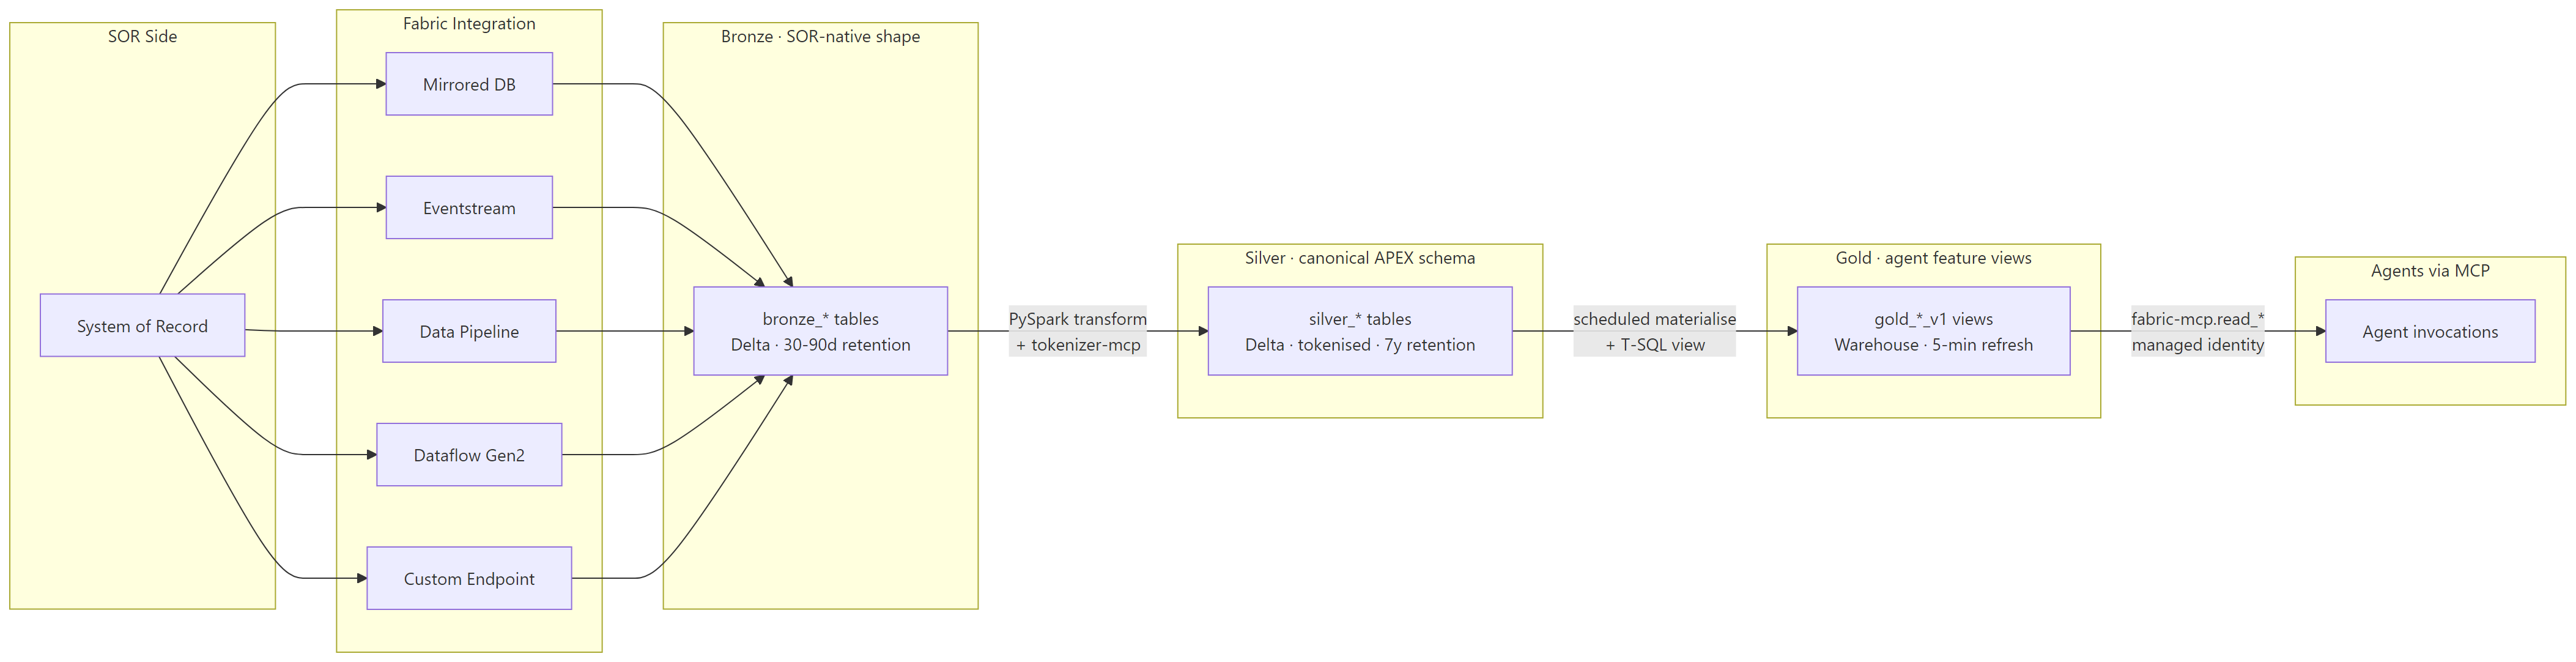 SOR Side
System of Record
Fabric Integration
Mirrored DB
Eventstream
Data Pipeline
Dataflow Gen2
Custom Endpoint
Bronze · SOR-native shape
bronze_* tables
Delta · 30-90d retention
PySpark transform
+ tokenizer-mcp
Silver · canonical APEX schema
silver_* tables
Delta · tokenised · 7y retention
scheduled materialise
+ T-SQL view
Gold · agent feature views
gold_*_v1 views
Warehouse · 5-min refresh
fabric-mcp.read_*
managed identity
Agents via MCP
Agent invocations